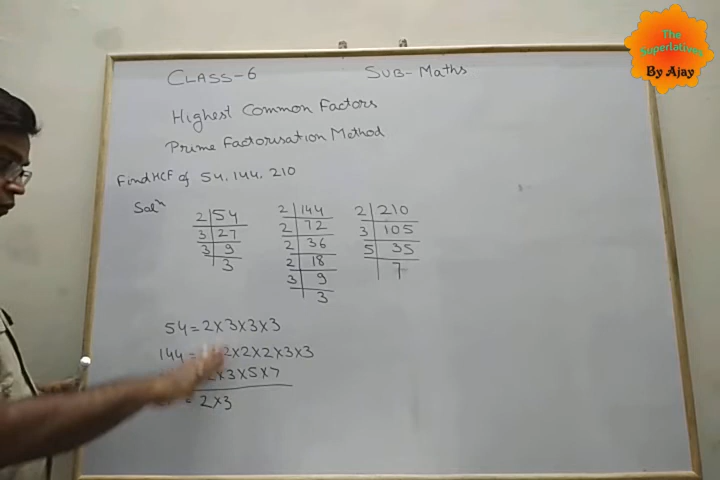 The
Superlatives
By Ajay
CLASS-6 SUB-Maths
Highest Common Factors
Prime Factorisation Method
Find HCF of 54, 144, 210
Solⁿ
2 54
3 27
3 9
3
2 144
2 72
2 36
2 18
3 9
3
2 210
3 105
5 35
7
54 = 2×3×3×3
144 = 2×2×2×3×3
2×3×5×7
= 2×3